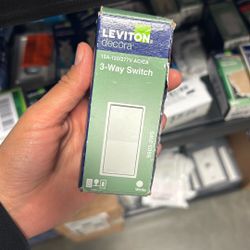 LEVITON.
decora
15A-120/277V AC/CA
3-Way Switch